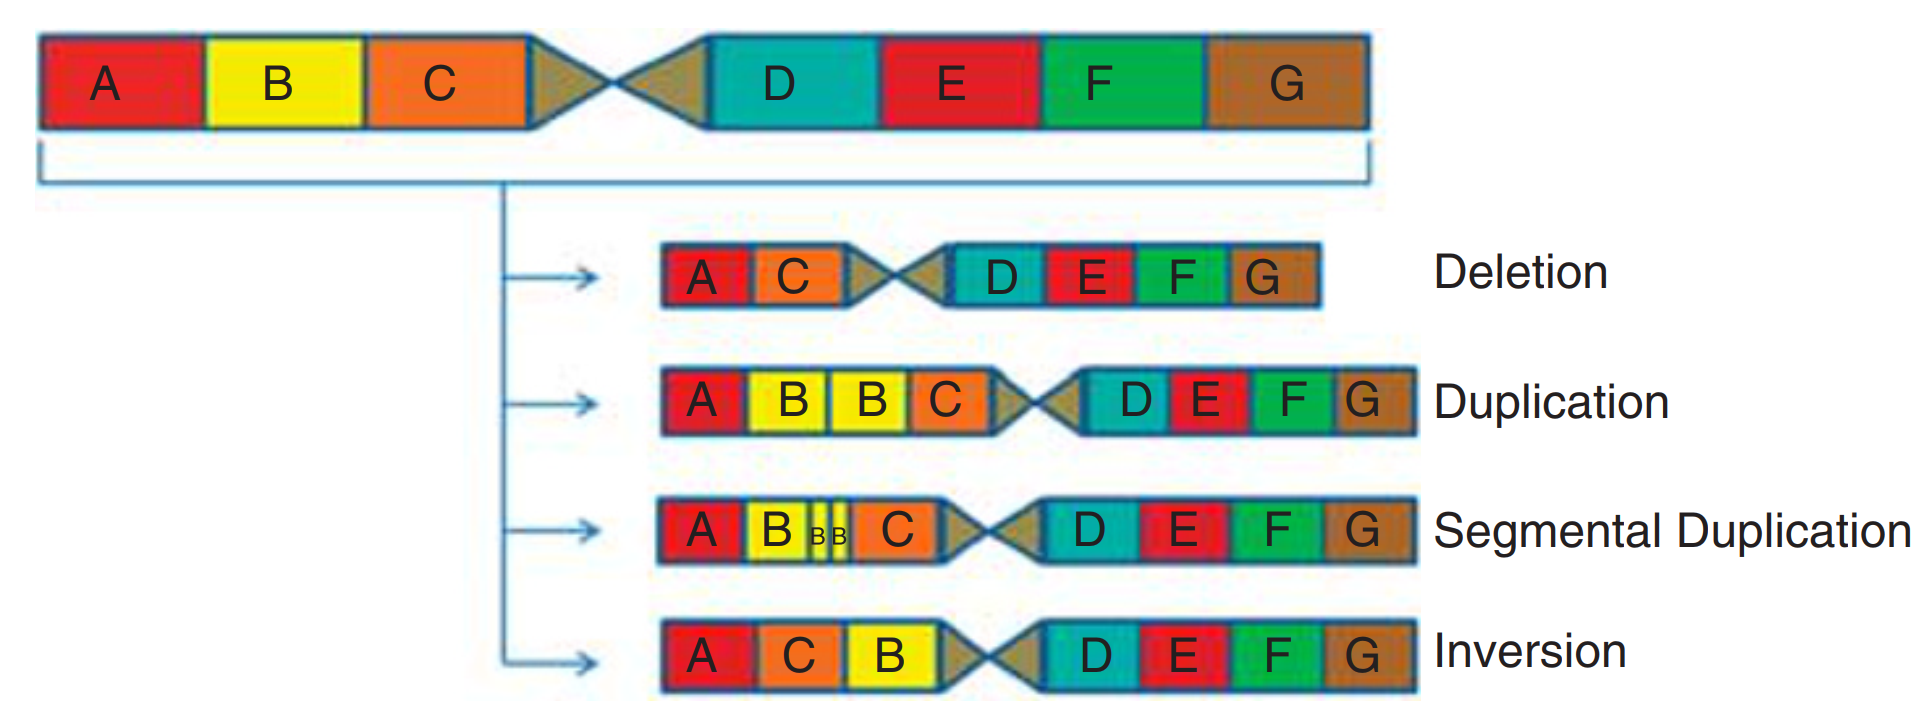 A B C D E F G
A C D E F G Deletion
A B B C D E F G Duplication
A B B B C D E F G Segmental Duplication
A C B D E F G Inversion